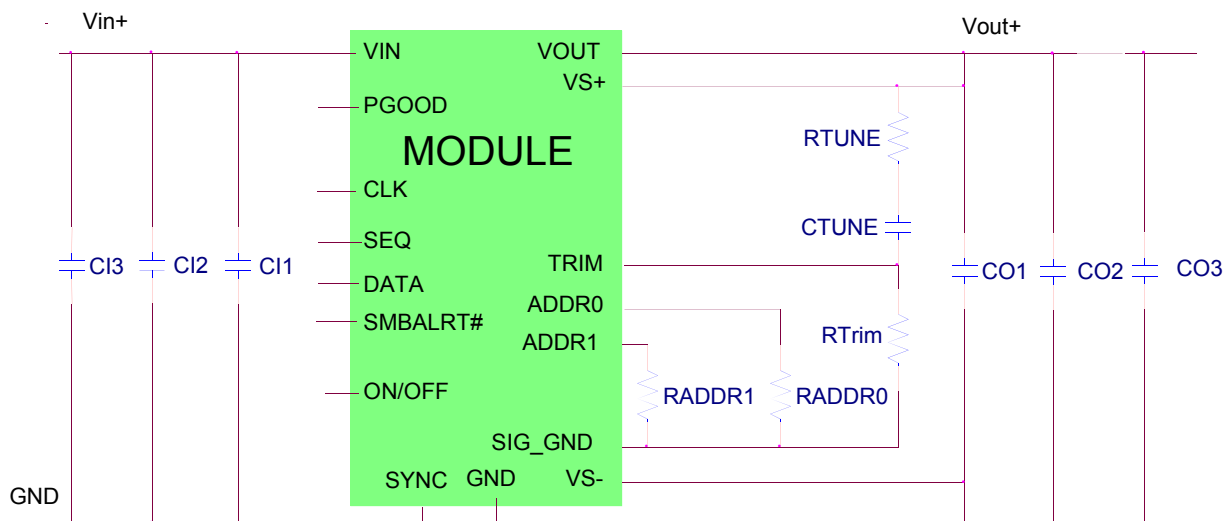 Vin+
Vout+
VIN
VOUT
VS+
PGOOD
RTUNE
MODULE
CLK
CTUNE
SEQ
TRIM
CI3
CI2
CI1
CO1
CO2
CO3
DATA
ADDR0
SMBALRT#
ADDR1
RTrim
ON/OFF
RADDR1
RADDR0
SIG_GND
SYNC
GND
VS-
GND